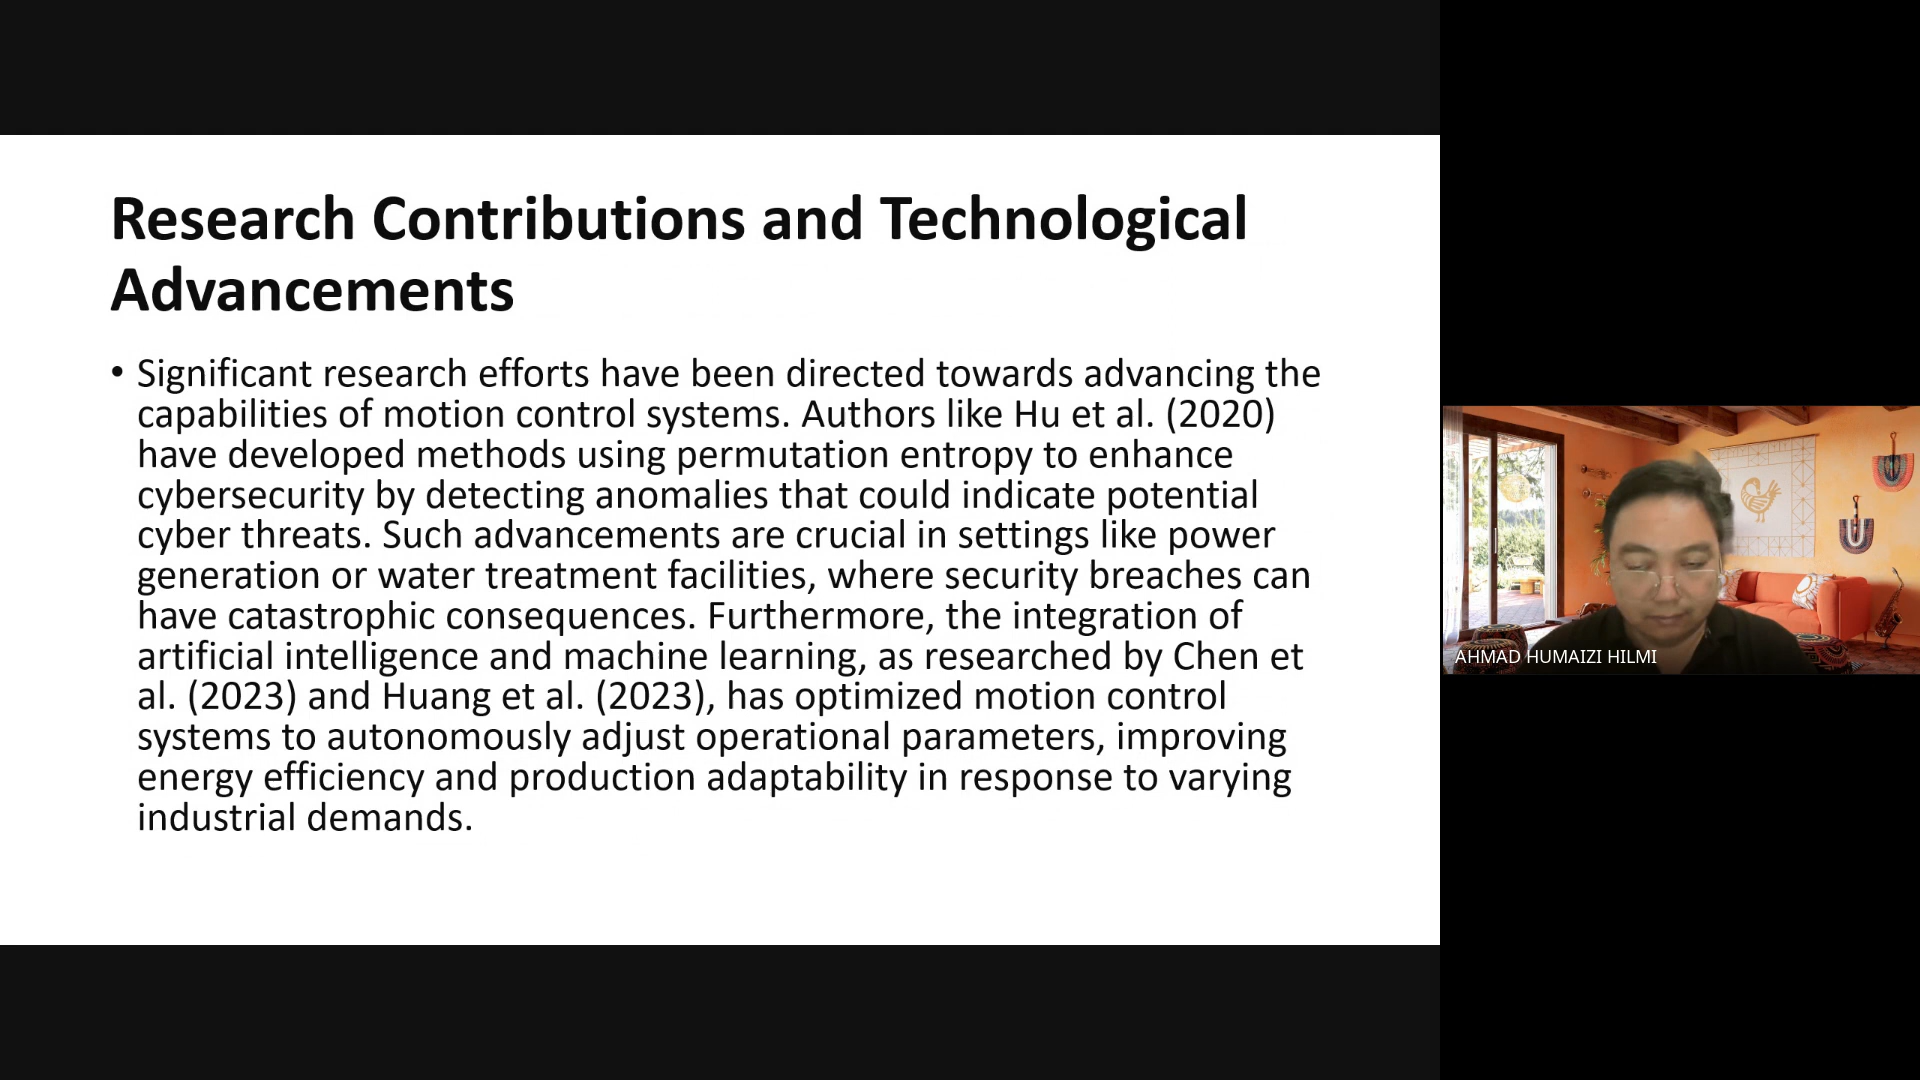 Research Contributions and Technological
Advancements
• Significant research efforts have been directed towards advancing the
capabilities of motion control systems. Authors like Hu et al. (2020)
have developed methods using permutation entropy to enhance
cybersecurity by detecting anomalies that could indicate potential
cyber threats. Such advancements are crucial in settings like power
generation or water treatment facilities, where security breaches can
have catastrophic consequences. Furthermore, the integration of
artificial intelligence and machine learning, as researched by Chen et
al. (2023) and Huang et al. (2023), has optimized motion control
systems to autonomously adjust operational parameters, improving
energy efficiency and production adaptability in response to varying
industrial demands.
AHMAD HUMAIZI HILMI